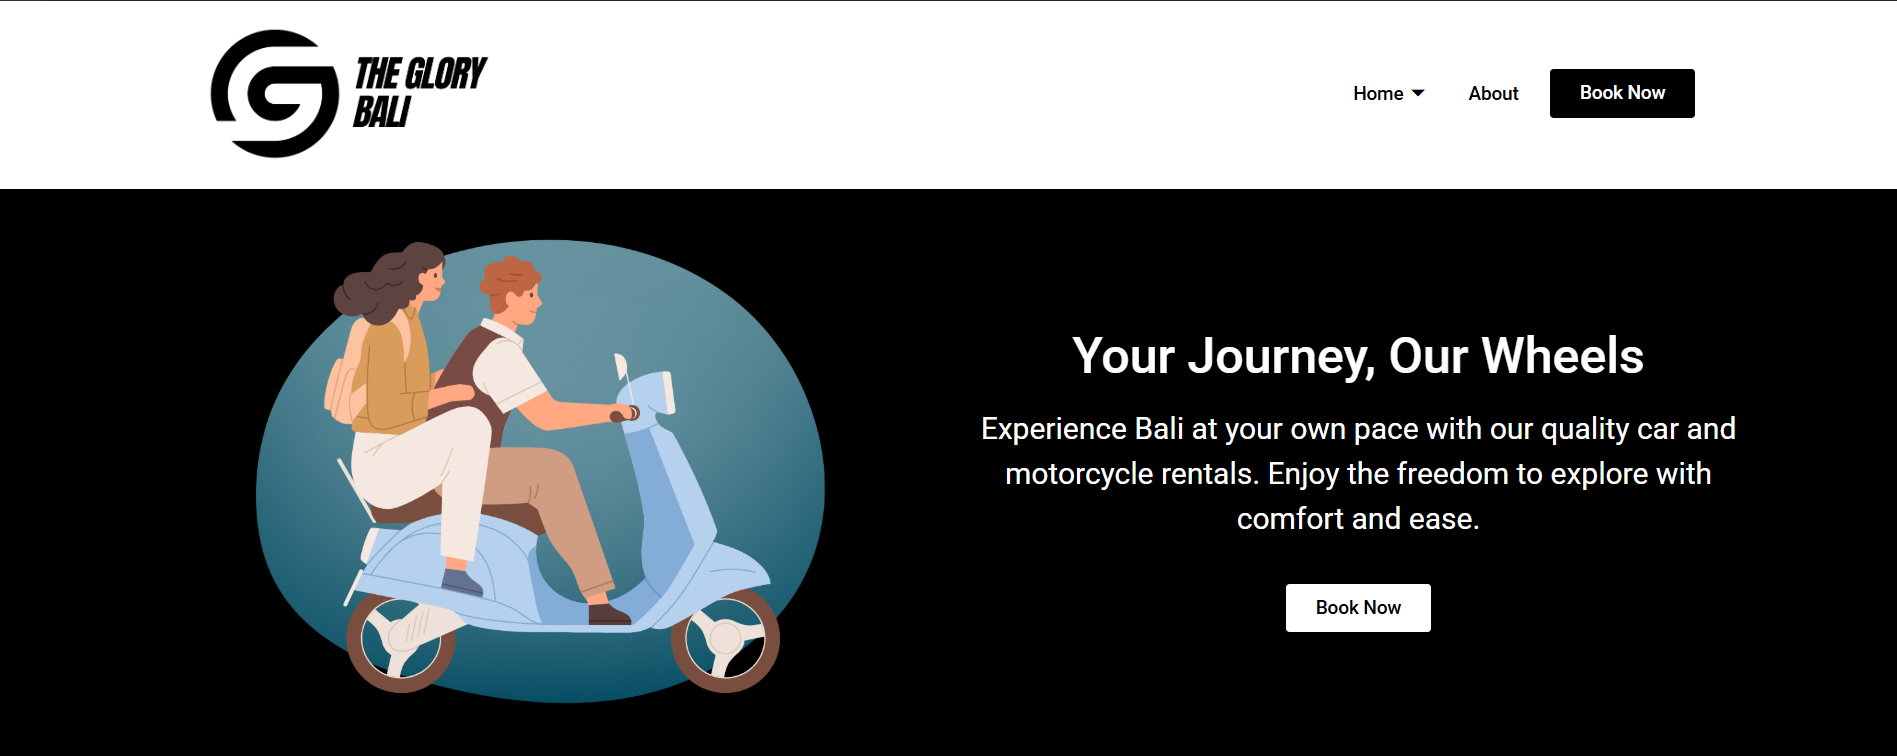 THE GLORY
BALI
Home
About
Book Now
Your Journey, Our Wheels
Experience Bali at your own pace with our quality car and
motorcycle rentals. Enjoy the freedom to explore with
comfort and ease.
Book Now